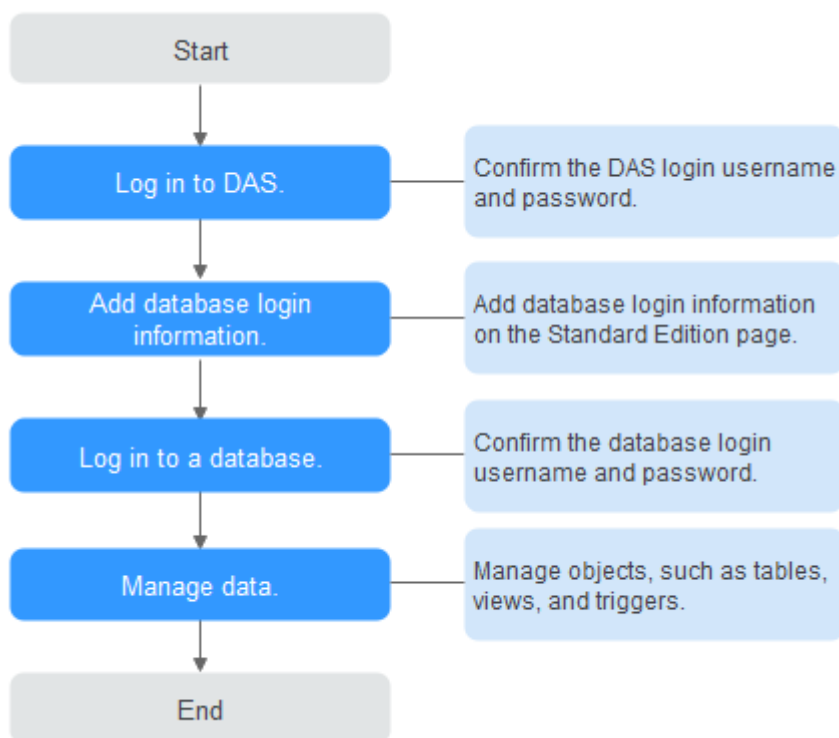 Start
Log in to DAS.
Confirm the DAS login username
and password.
Add database login
information.
Add database login information
on the Standard Edition page.
Log in to a database.
Confirm the database login
username and password.
Manage data.
Manage objects, such as tables,
views, and triggers.
End